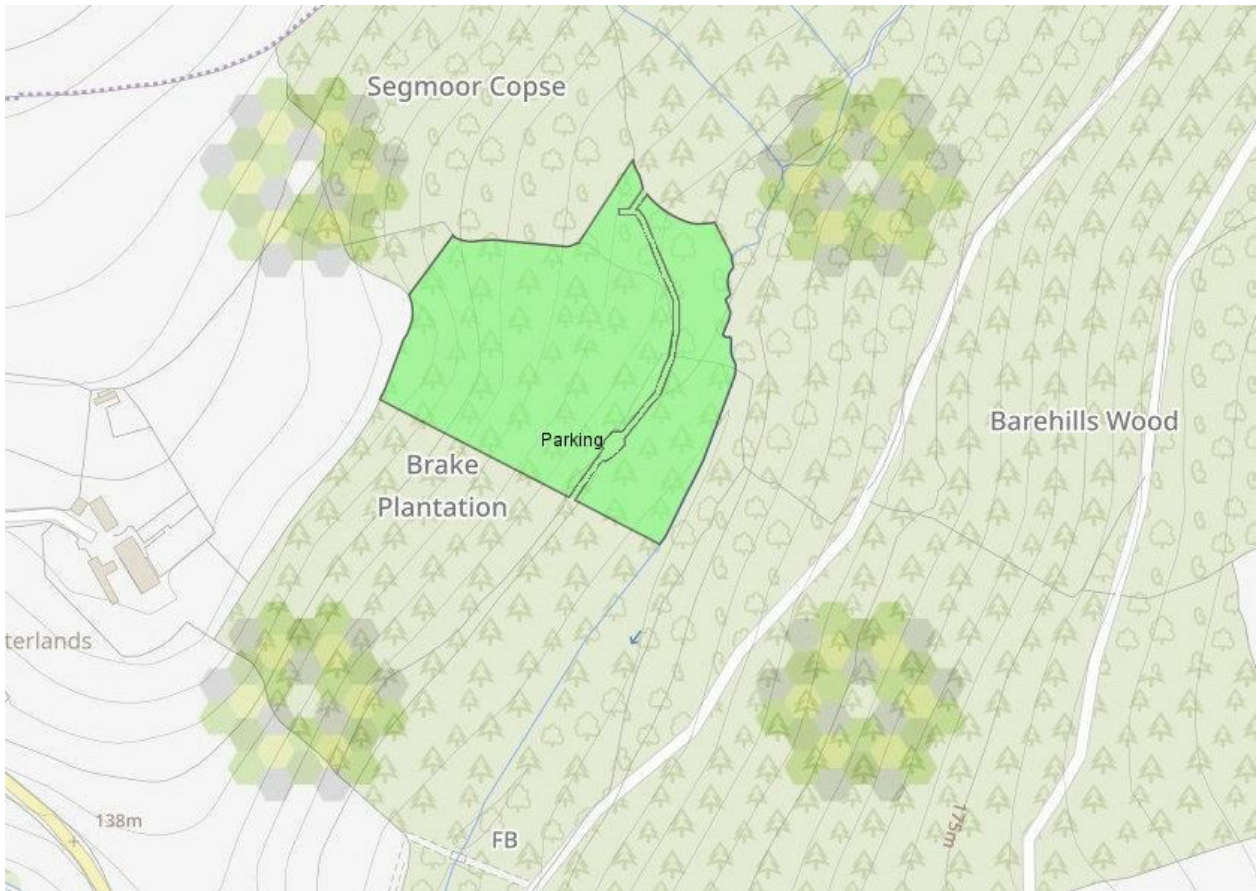 Segmoor Copse
Parking
Barehills Wood
Brake
Plantation
terlands
138m
FB
175m